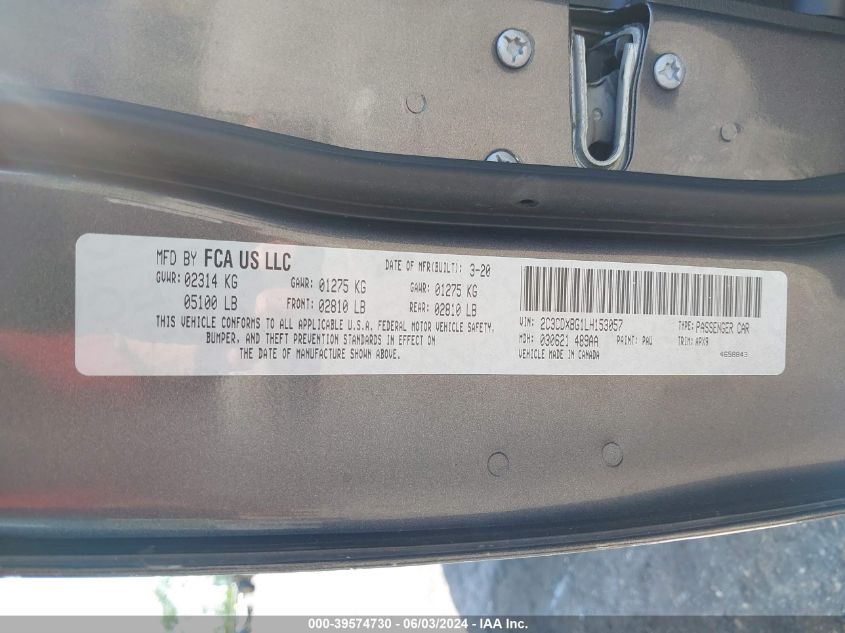 MFD BY FCA US LLC DATE OF MFR(BUILT): 3-20
GVWR: 02314 KG GAWR: 01275 KG GAWR: 01275 KG
05100 LB FRONT: 02810 LB REAR: 02810 LB
THIS VEHICLE CONFORMS TO ALL APPLICABLE U.S.A. FEDERAL MOTOR VEHICLE SAFETY,
BUMPER, AND THEFT PREVENTION STANDARDS IN EFFECT ON
THE DATE OF MANUFACTURE SHOWN ABOVE.
VIN: 2C3CDXBG1LH153057 TYPE: PASSENGER CAR
MDH: 030621 489AA PAINT: PAU TRIM: APX9
VEHICLE MADE IN CANADA 4658843
000-39574730 - 06/03/2024 - IAA Inc.